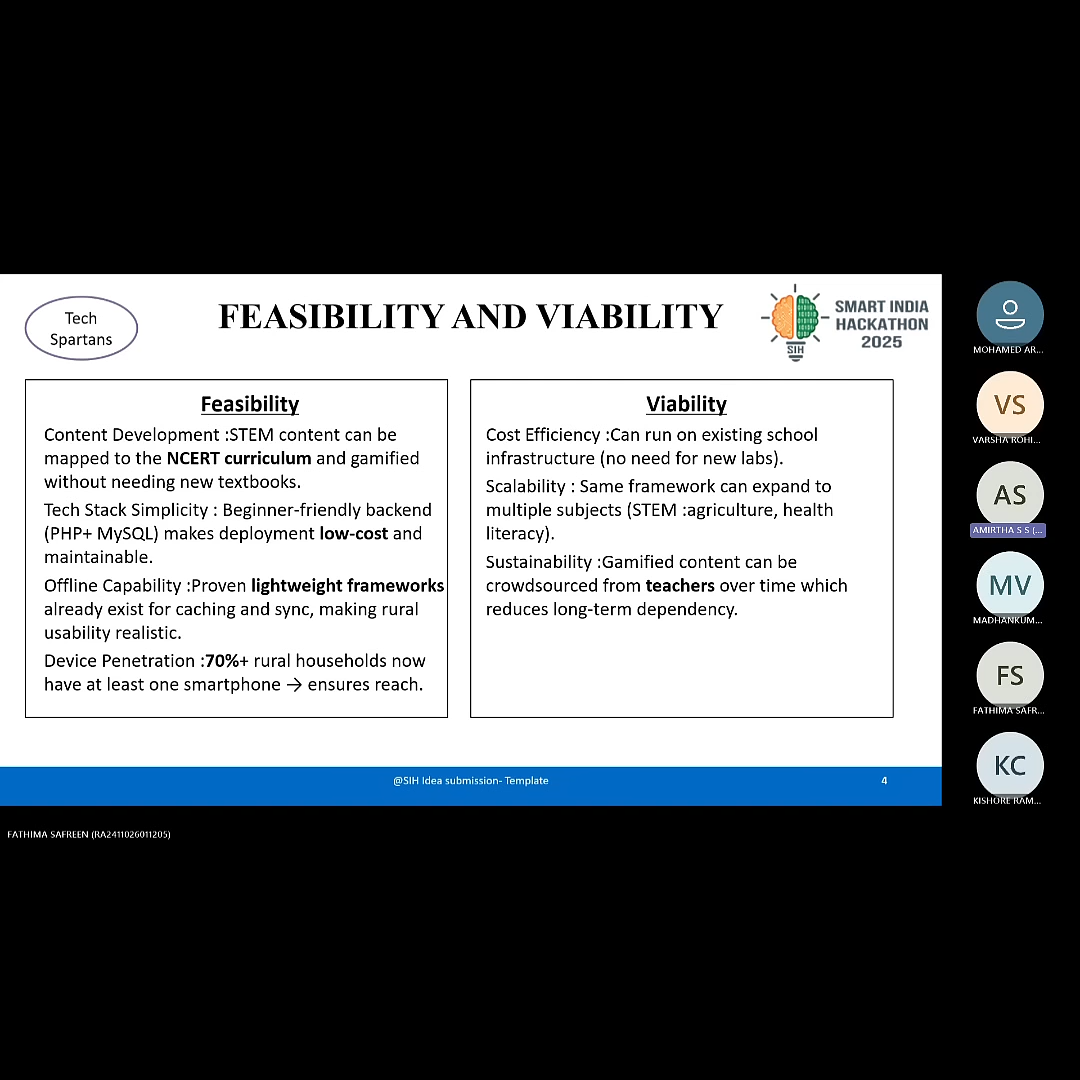 Tech
Spartans
FEASIBILITY AND VIABILITY
SIH
SMART INDIA
HACKATHON
2025
Feasibility
Content Development :STEM content can be
mapped to the NCERT curriculum and gamified
without needing new textbooks.
Tech Stack Simplicity : Beginner-friendly backend
(PHP+ MySQL) makes deployment low-cost and
maintainable.
Offline Capability :Proven lightweight frameworks
already exist for caching and sync, making rural
usability realistic.
Device Penetration :70%+ rural households now
have at least one smartphone → ensures reach.
Viability
Cost Efficiency :Can run on existing school
infrastructure (no need for new labs).
Scalability : Same framework can expand to
multiple subjects (STEM :agriculture, health
literacy).
Sustainability :Gamified content can be
crowdsourced from teachers over time which
reduces long-term dependency.
@SIH Idea submission- Template
4
MOHAMED AR...
VS
VARSHA ROHI...
AS
AMIRTHA S S (...
MV
MADHANKUM...
FS
FATHIMA SAFR...
KC
KISHORE RAM...
FATHIMA SAFREEN (RA2411026011205)